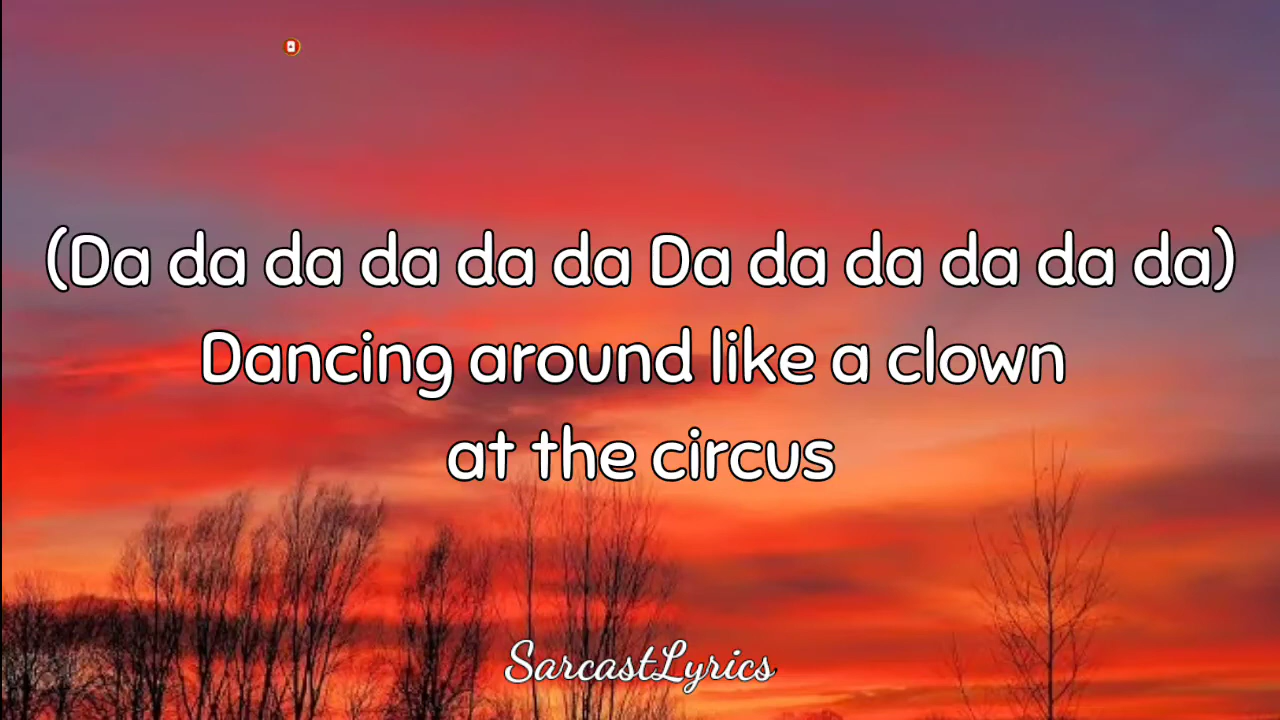 (Da da da da da da Da da da da da da)
Dancing around like a clown
at the circus
SarcastLyrics